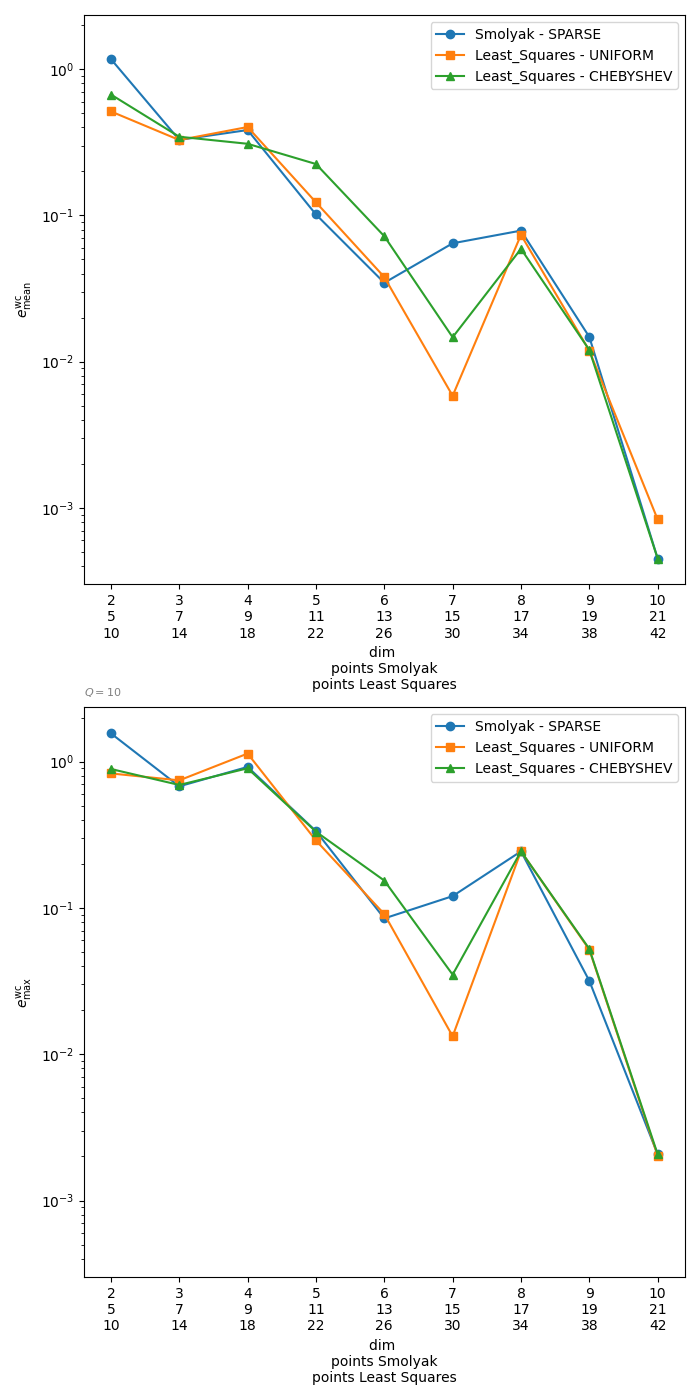 10⁰
10⁻¹
10⁻²
10⁻³
e^wc_mean
Smolyak - SPARSE
Least_Squares - UNIFORM
Least_Squares - CHEBYSHEV
2 3 4 5 6 7 8 9 10
5 7 9 11 13 15 17 19 21
10 14 18 22 26 30 34 38 42
dim
points Smolyak
points Least Squares
Q = 10
10⁰
10⁻¹
10⁻²
10⁻³
e^wc_max
Smolyak - SPARSE
Least_Squares - UNIFORM
Least_Squares - CHEBYSHEV
2 3 4 5 6 7 8 9 10
5 7 9 11 13 15 17 19 21
10 14 18 22 26 30 34 38 42
dim
points Smolyak
points Least Squares